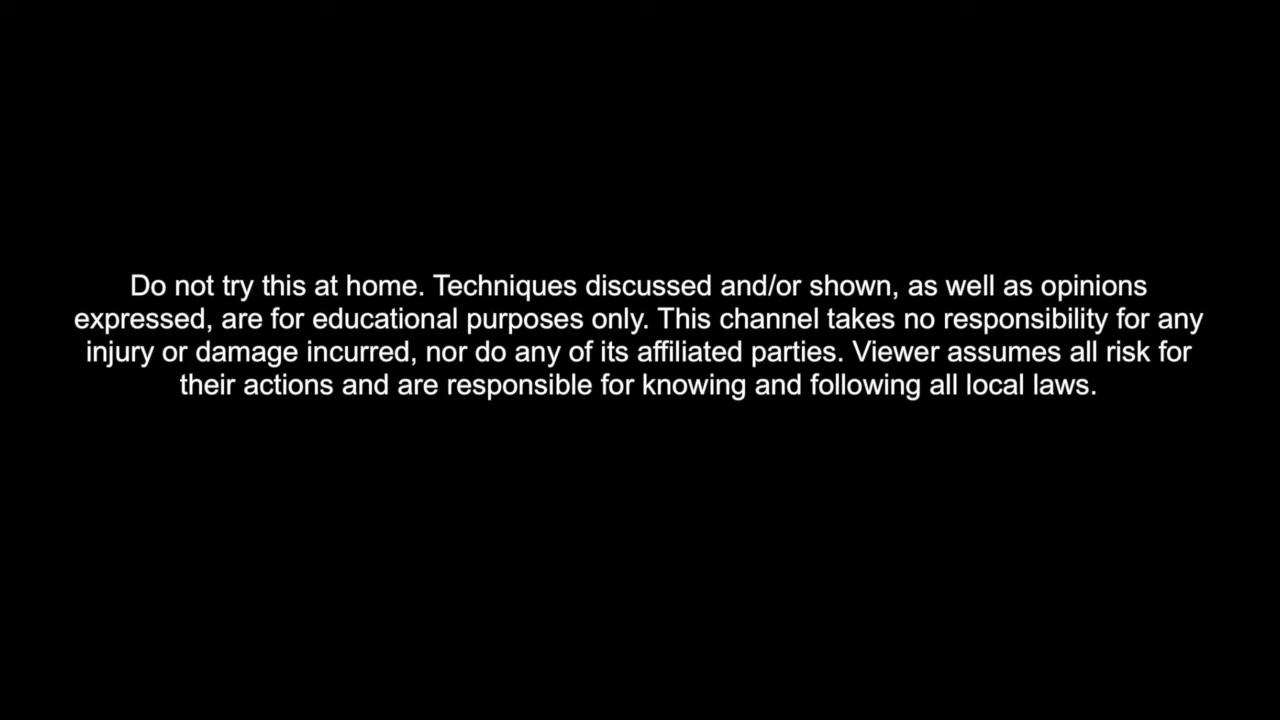 Do not try this at home. Techniques discussed and/or shown, as well as opinions
expressed, are for educational purposes only. This channel takes no responsibility for any
injury or damage incurred, nor do any of its affiliated parties. Viewer assumes all risk for
their actions and are responsible for knowing and following all local laws.